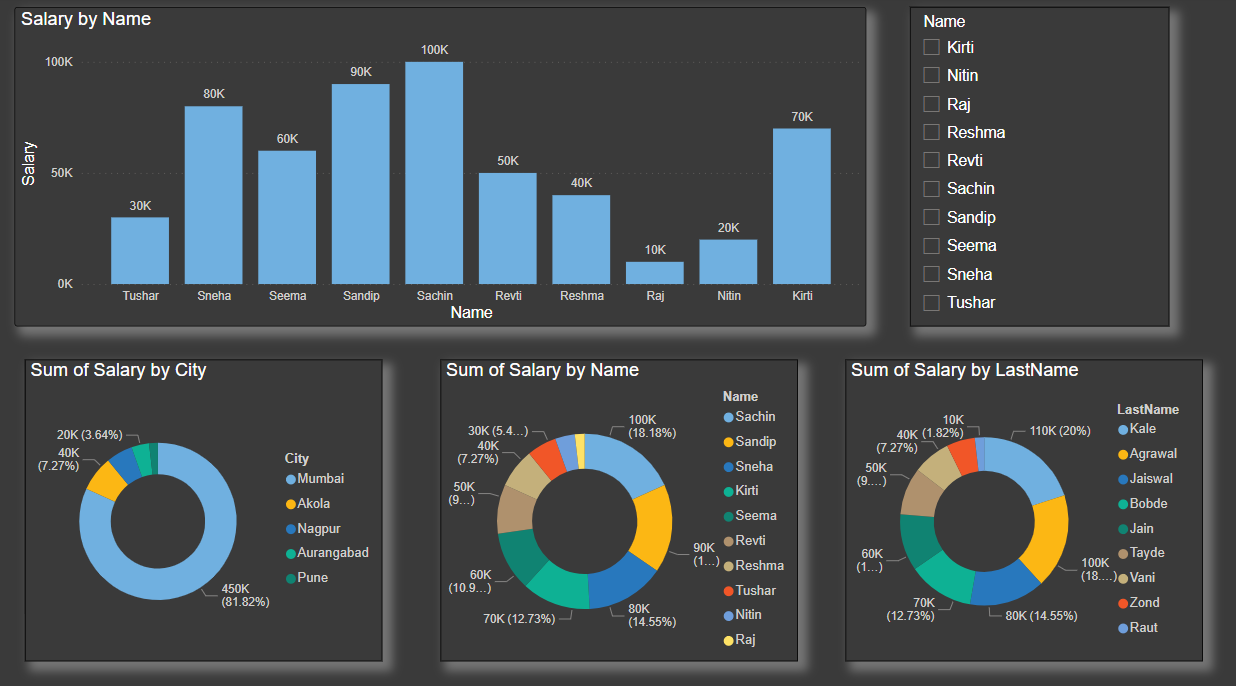 Salary by Name
100K
50K
0K
Salary
30K
80K
60K
90K
100K
50K
40K
10K
20K
70K
Tushar Sneha Seema Sandip Sachin Revti Reshma Raj Nitin Kirti
Name
Name
Kirti
Nitin
Raj
Reshma
Revti
Sachin
Sandip
Seema
Sneha
Tushar
Sum of Salary by City
20K (3.64%)
40K
(7.27%)
450K
(81.82%)
City
Mumbai
Akola
Nagpur
Aurangabad
Pune
Sum of Salary by Name
30K (5.4...)
40K
(7.27%)
50K
(9....)
60K
(10.9...)
70K (12.73%)
80K
(14.55%)
90K
(1...)
100K
(18.18%)
Name
Sachin
Sandip
Sneha
Kirti
Seema
Revti
Reshma
Tushar
Nitin
Raj
Sum of Salary by LastName
10K
(1.82%)
40K
(7.27%)
50K
(9....)
60K
(1...)
70K
(12.73%)
80K (14.55%)
100K
(18....)
110K (20%)
LastName
Kale
Agrawal
Jaiswal
Bobde
Jain
Tayde
Vani
Zond
Raut